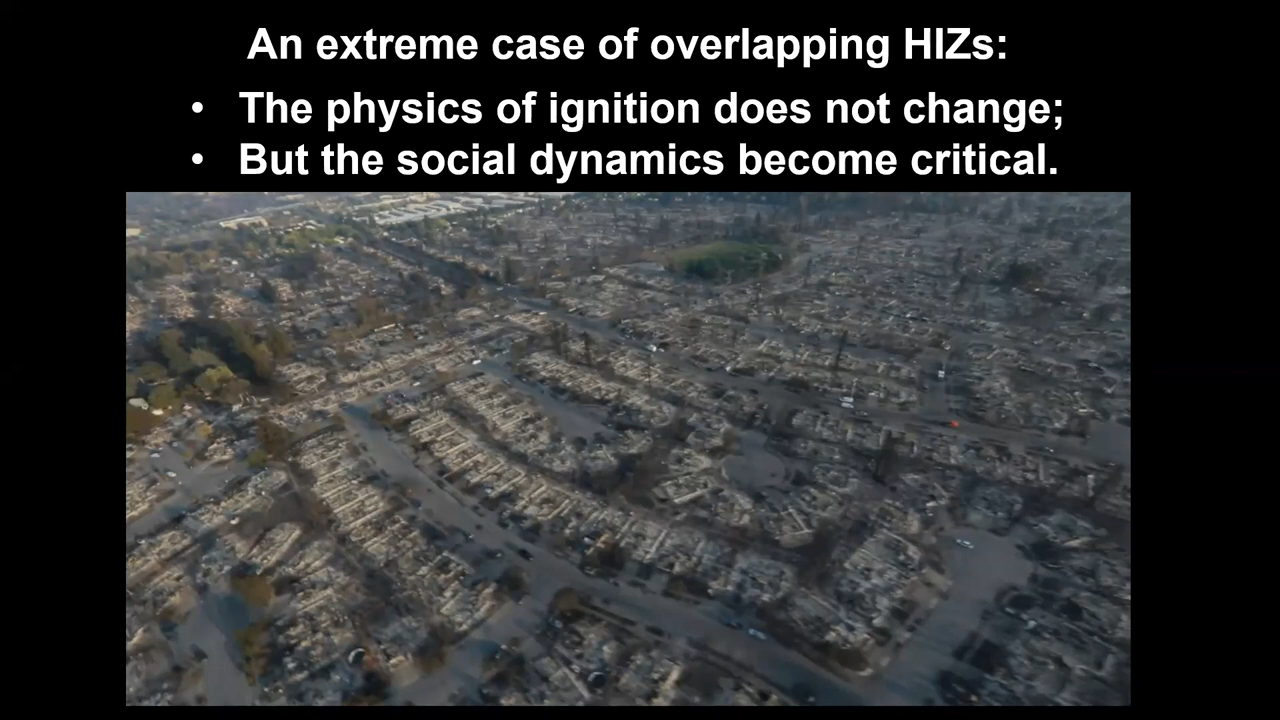 An extreme case of overlapping HIZs:
• The physics of ignition does not change;
• But the social dynamics become critical.